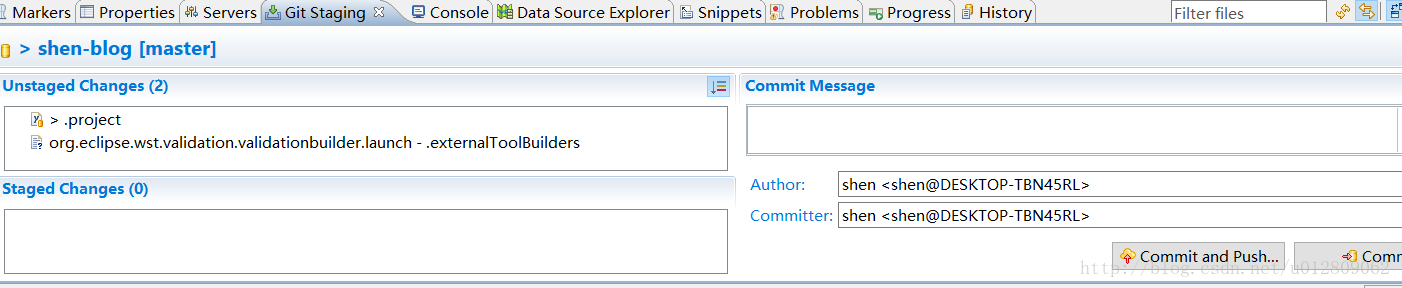 Markers Properties Servers Git Staging Console Data Source Explorer Snippets Problems Progress History Filter files
> shen-blog [master]
Unstaged Changes (2)
> .project
org.eclipse.wst.validation.validationbuilder.launch - .externalToolBuilders
Staged Changes (0)
Commit Message
Author: shen <shen@DESKTOP-TBN45RL>
Committer: shen <shen@DESKTOP-TBN45RL>
Commit and Push... Comm
http://blog.csdn.net/u012809062